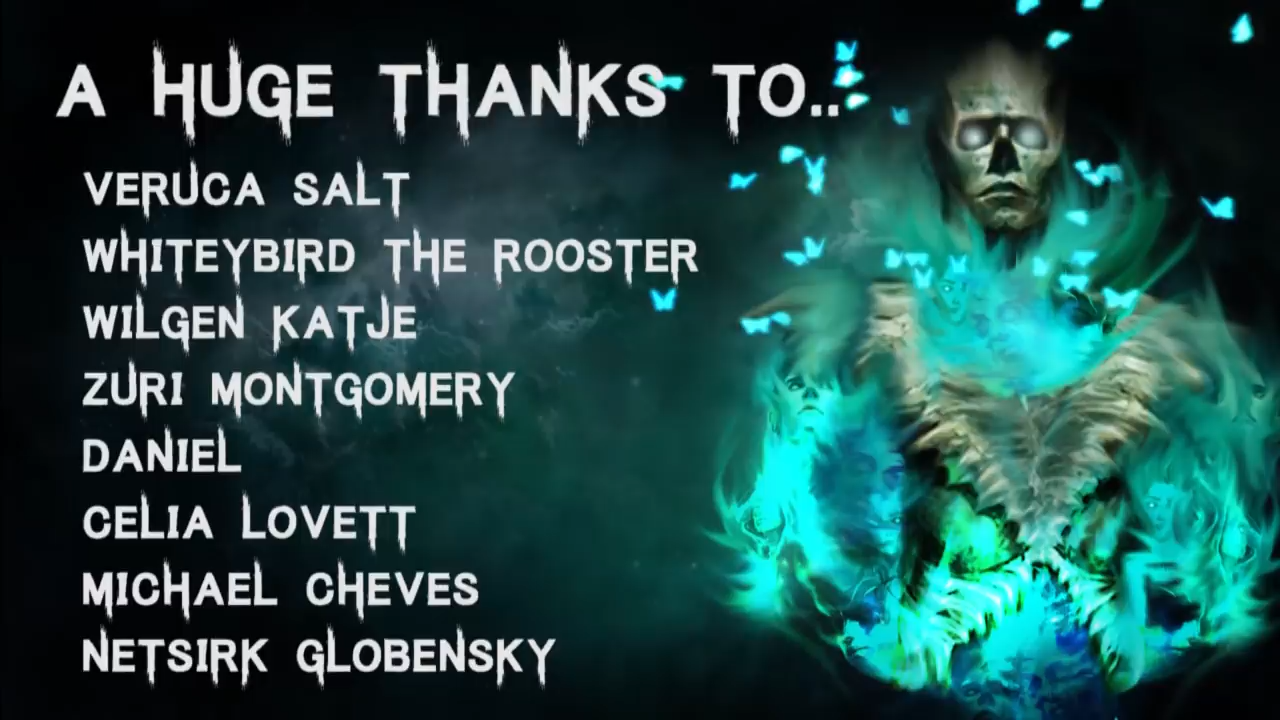 A HUGE THANKS TO..
VERUCA SALT
WHITEYBIRD THE ROOSTER
WILGEN KATJE
ZURI MONTGOMERY
DANIEL
CELIA LOVETT
MICHAEL CHEVES
NETSIRK GLOBENSKY